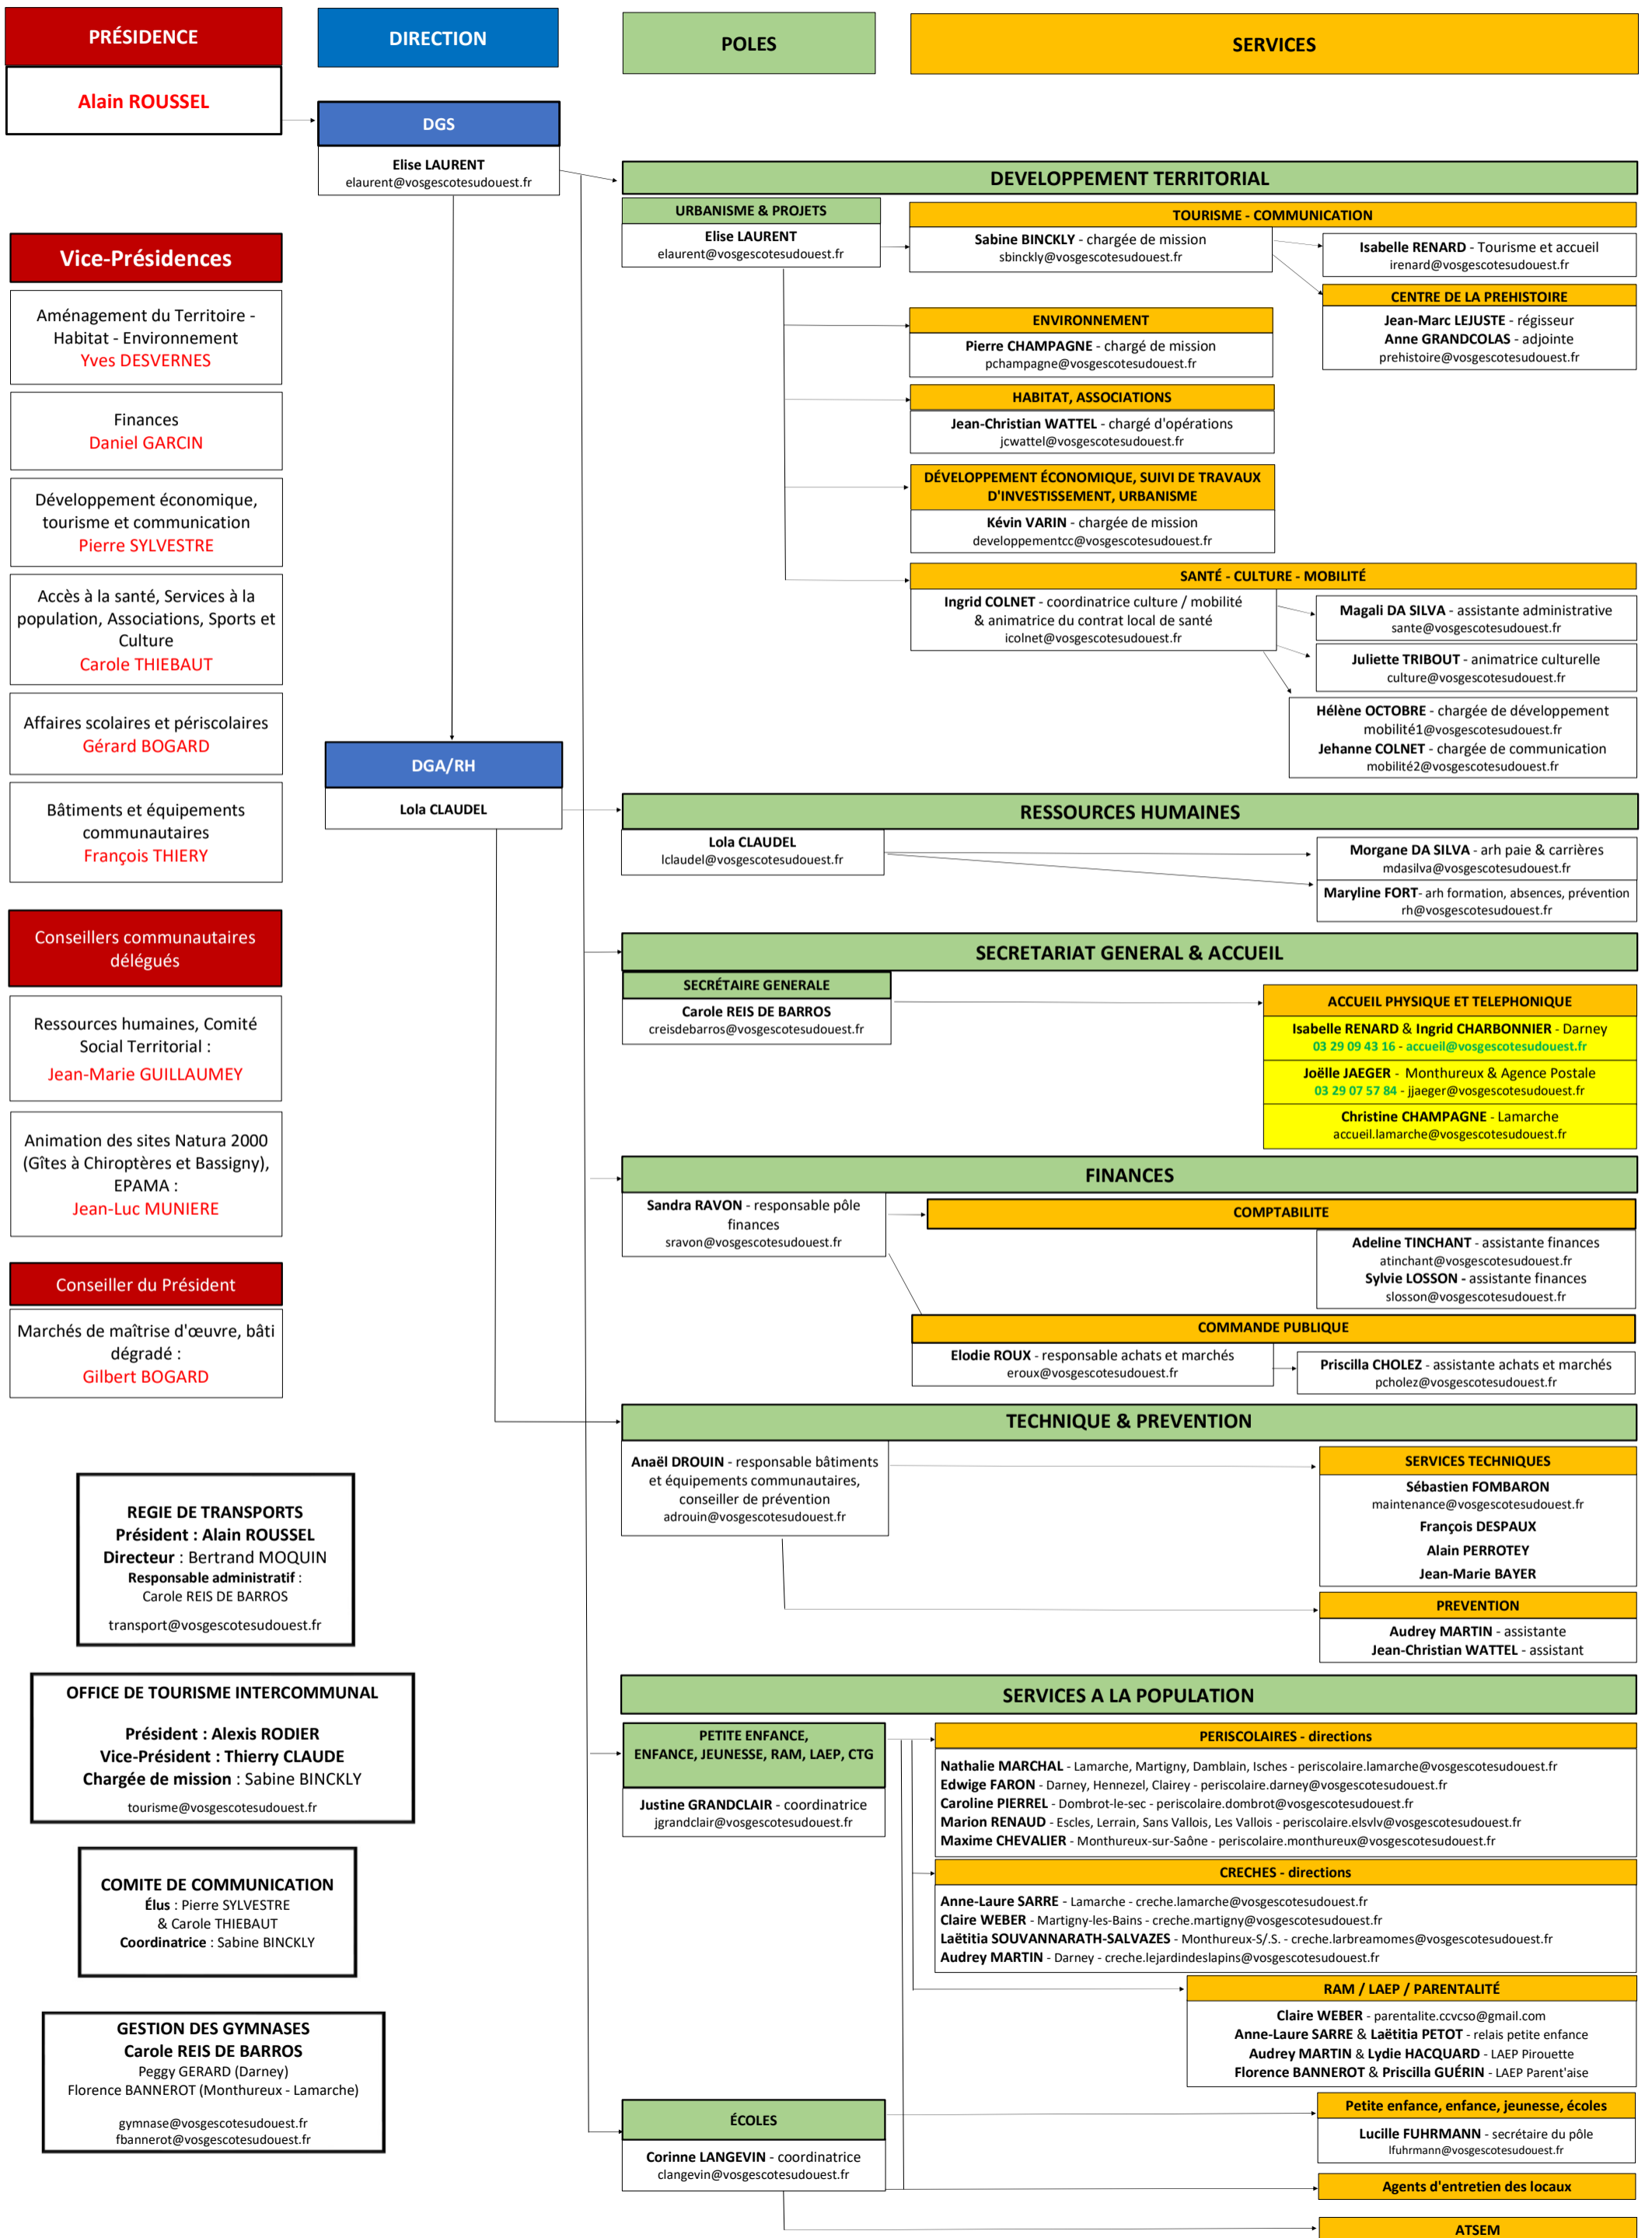 PRÉSIDENCE
Alain ROUSSEL
Vice-Présidences
Aménagement du Territoire -
Habitat - Environnement
Yves DESVERNES
Finances
Daniel GARCIN
Développement économique,
tourisme et communication
Pierre SYLVESTRE
Accès à la santé, Services à la
population, Associations, Sports et
Culture
Carole THIEBAUT
Affaires scolaires et périscolaires
Gérard BOGARD
Bâtiments et équipements
communautaires
François THIERY
Conseillers communautaires
délégués
Ressources humaines, Comité
Social Territorial :
Jean-Marie GUILLAUMEY
Animation des sites Natura 2000
(Gîtes à Chiroptères et Bassigny),
EPAMA :
Jean-Luc MUNIERE
Conseiller du Président
Marchés de maîtrise d'œuvre, bâti
dégradé :
Gilbert BOGARD
REGIE DE TRANSPORTS
Président : Alain ROUSSEL
Directeur : Bertrand MOQUIN
Responsable administratif :
Carole REIS DE BARROS
transport@vosgescotesudouest.fr
OFFICE DE TOURISME INTERCOMMUNAL
Président : Alexis RODIER
Vice-Président : Thierry CLAUDE
Chargée de mission : Sabine BINCKLY
tourisme@vosgescotesudouest.fr
COMITE DE COMMUNICATION
Élus : Pierre SYLVESTRE
& Carole THIEBAUT
Coordinatrice : Sabine BINCKLY
GESTION DES GYMNASES
Carole REIS DE BARROS
Peggy GERARD (Darney)
Florence BANNEROT (Monthureux - Lamarche)
gymnase@vosgescotesudouest.fr
fbannerot@vosgescotesudouest.fr
DIRECTION
DGS
Elise LAURENT
elaurent@vosgescotesudouest.fr
DGA/RH
Lola CLAUDEL
POLES
SERVICES
DEVELOPPEMENT TERRITORIAL
URBANISME & PROJETS
Elise LAURENT
elaurent@vosgescotesudouest.fr
TOURISME - COMMUNICATION
Sabine BINCKLY - chargée de mission
sbinckly@vosgescotesudouest.fr
Isabelle RENARD - Tourisme et accueil
irenard@vosgescotesudouest.fr
CENTRE DE LA PREHISTOIRE
Jean-Marc LEJUSTE - régisseur
Anne GRANDCOLAS - adjointe
prehistoire@vosgescotesudouest.fr
ENVIRONNEMENT
Pierre CHAMPAGNE - chargé de mission
pchampagne@vosgescotesudouest.fr
HABITAT, ASSOCIATIONS
Jean-Christian WATTEL - chargé d'opérations
jcwattel@vosgescotesudouest.fr
DÉVELOPPEMENT ÉCONOMIQUE, SUIVI DE TRAVAUX
D'INVESTISSEMENT, URBANISME
Kévin VARIN - chargée de mission
developpementcc@vosgescotesudouest.fr
SANTÉ - CULTURE - MOBILITÉ
Ingrid COLNET - coordinatrice culture / mobilité
& animatrice du contrat local de santé
icolnet@vosgescotesudouest.fr
Magali DA SILVA - assistante administrative
sante@vosgescotesudouest.fr
Juliette TRIBOUT - animatrice culturelle
culture@vosgescotesudouest.fr
Hélène OCTOBRE - chargée de développement
mobilité1@vosgescotesudouest.fr
Jehanne COLNET - chargée de communication
mobilité2@vosgescotesudouest.fr
RESSOURCES HUMAINES
Lola CLAUDEL
lclaudel@vosgescotesudouest.fr
Morgane DA SILVA - arh paie & carrières
mdasilva@vosgescotesudouest.fr
Maryline FORT- arh formation, absences, prévention
rh@vosgescotesudouest.fr
SECRETARIAT GENERAL & ACCUEIL
SECRÉTAIRE GENERALE
Carole REIS DE BARROS
creisdebarros@vosgescotesudouest.fr
ACCUEIL PHYSIQUE ET TELEPHONIQUE
Isabelle RENARD & Ingrid CHARBONNIER - Darney
03 29 09 43 16 - accueil@vosgescotesudouest.fr
Joëlle JAEGER - Monthureux & Agence Postale
03 29 07 57 84 - jjaeger@vosgescotesudouest.fr
Christine CHAMPAGNE - Lamarche
accueil.lamarche@vosgescotesudouest.fr
FINANCES
Sandra RAVON - responsable pôle
finances
sravon@vosgescotesudouest.fr
COMPTABILITE
Adeline TINCHANT - assistante finances
atinchant@vosgescotesudouest.fr
Sylvie LOSSON - assistante finances
slosson@vosgescotesudouest.fr
COMMANDE PUBLIQUE
Elodie ROUX - responsable achats et marchés
eroux@vosgescotesudouest.fr
Priscilla CHOLEZ - assistante achats et marchés
pcholez@vosgescotesudouest.fr
TECHNIQUE & PREVENTION
Anaël DROUIN - responsable bâtiments
et équipements communautaires,
conseiller de prévention
adrouin@vosgescotesudouest.fr
SERVICES TECHNIQUES
Sébastien FOMBARON
maintenance@vosgescotesudouest.fr
François DESPAUX
Alain PERROTEY
Jean-Marie BAYER
PREVENTION
Audrey MARTIN - assistante
Jean-Christian WATTEL - assistant
SERVICES A LA POPULATION
PETITE ENFANCE,
ENFANCE, JEUNESSE, RAM, LAEP, CTG
Justine GRANDCLAIR - coordinatrice
jgrandclair@vosgescotesudouest.fr
PERISCOLAIRES - directions
Nathalie MARCHAL - Lamarche, Martigny, Damblain, Isches - periscolaire.lamarche@vosgescotesudouest.fr
Edwige FARON - Darney, Hennezel, Clairey - periscolaire.darney@vosgescotesudouest.fr
Caroline PIERREL - Dombrot-le-sec - periscolaire.dombrot@vosgescotesudouest.fr
Marion RENAUD - Escles, Lerrain, Sans Vallois, Les Vallois - periscolaire.elsvlv@vosgescotesudouest.fr
Maxime CHEVALIER - Monthureux-sur-Saône - periscolaire.monthureux@vosgescotesudouest.fr
CRECHES - directions
Anne-Laure SARRE - Lamarche - creche.lamarche@vosgescotesudouest.fr
Claire WEBER - Martigny-les-Bains - creche.martigny@vosgescotesudouest.fr
Laëtitia SOUVANNARATH-SALVAZES - Monthureux-S/.S. - creche.larbreamomes@vosgescotesudouest.fr
Audrey MARTIN - Darney - creche.lejardindeslapins@vosgescotesudouest.fr
RAM / LAEP / PARENTALITÉ
Claire WEBER - parentalite.ccvcso@gmail.com
Anne-Laure SARRE & Laëtitia PETOT - relais petite enfance
Audrey MARTIN & Lydie HACQUARD - LAEP Pirouette
Florence BANNEROT & Priscilla GUÉRIN - LAEP Parent'aise
ÉCOLES
Corinne LANGEVIN - coordinatrice
clangevin@vosgescotesudouest.fr
Petite enfance, enfance, jeunesse, écoles
Lucille FUHRMANN - secrétaire du pôle
lfuhrmann@vosgescotesudouest.fr
Agents d'entretien des locaux
ATSEM